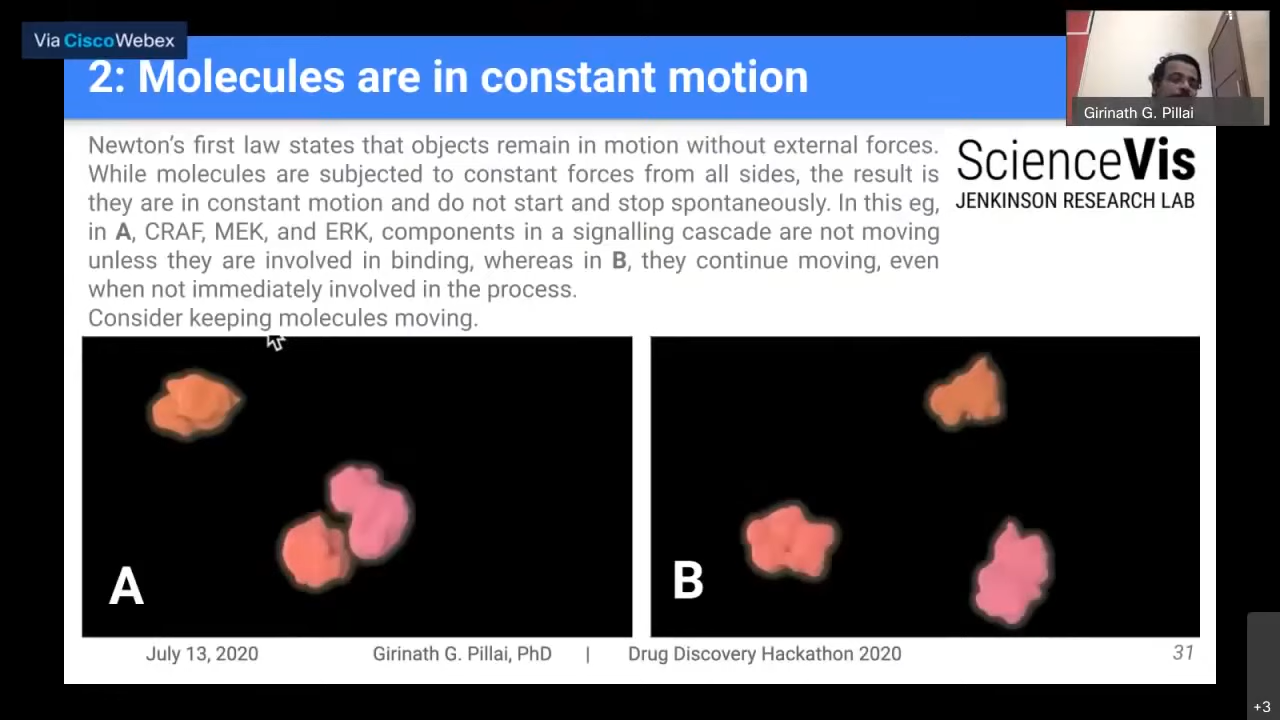 Via CiscoWebex
2: Molecules are in constant motion
Girinath G. Pillai
Newton's first law states that objects remain in motion without external forces.
While molecules are subjected to constant forces from all sides, the result is
they are in constant motion and do not start and stop spontaneously. In this eg,
in A, CRAF, MEK, and ERK, components in a signalling cascade are not moving
unless they are involved in binding, whereas in B, they continue moving, even
when not immediately involved in the process.
Consider keeping molecules moving.
ScienceVis
JENKINSON RESEARCH LAB
A
B
July 13, 2020 Girinath G. Pillai, PhD | Drug Discovery Hackathon 2020 31
+3